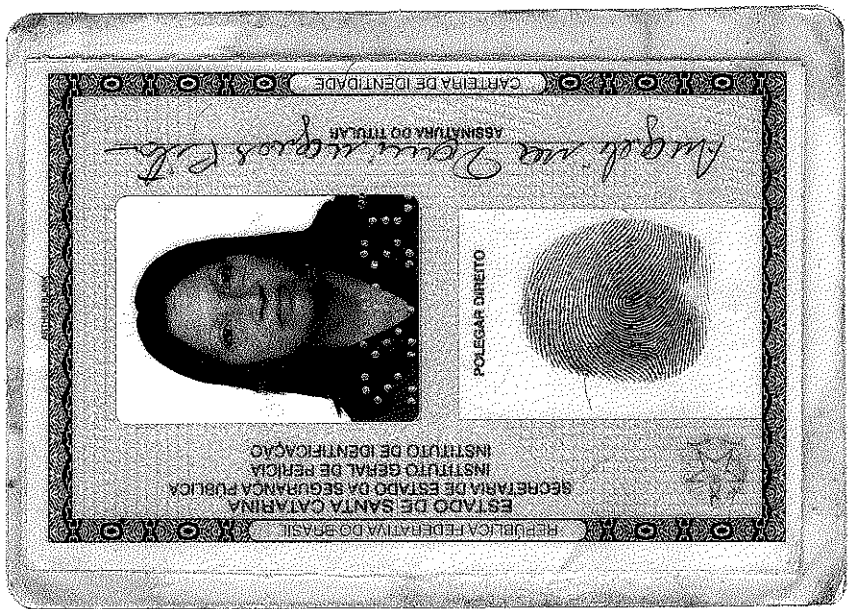 REPÚBLICA FEDERATIVA DO BRASIL
ESTADO DE SANTA CATARINA
SECRETARIA DE ESTADO DA SEGURANÇA PÚBLICA
INSTITUTO GERAL DE PERÍCIA
INSTITUTO DE IDENTIFICAÇÃO
POLEGAR DIREITO
ASSINATURA DO TITULAR
CARTEIRA DE IDENTIDADE